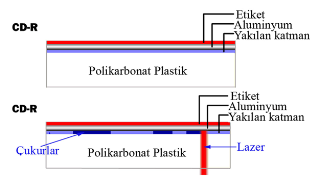 Etiket
CD-R
Aluminyum
Yakılan katman
Polikarbonat Plastik
CD-R
Etiket
Aluminyum
Yakılan katman
Çukurlar
Polikarbonat Plastik
Lazer